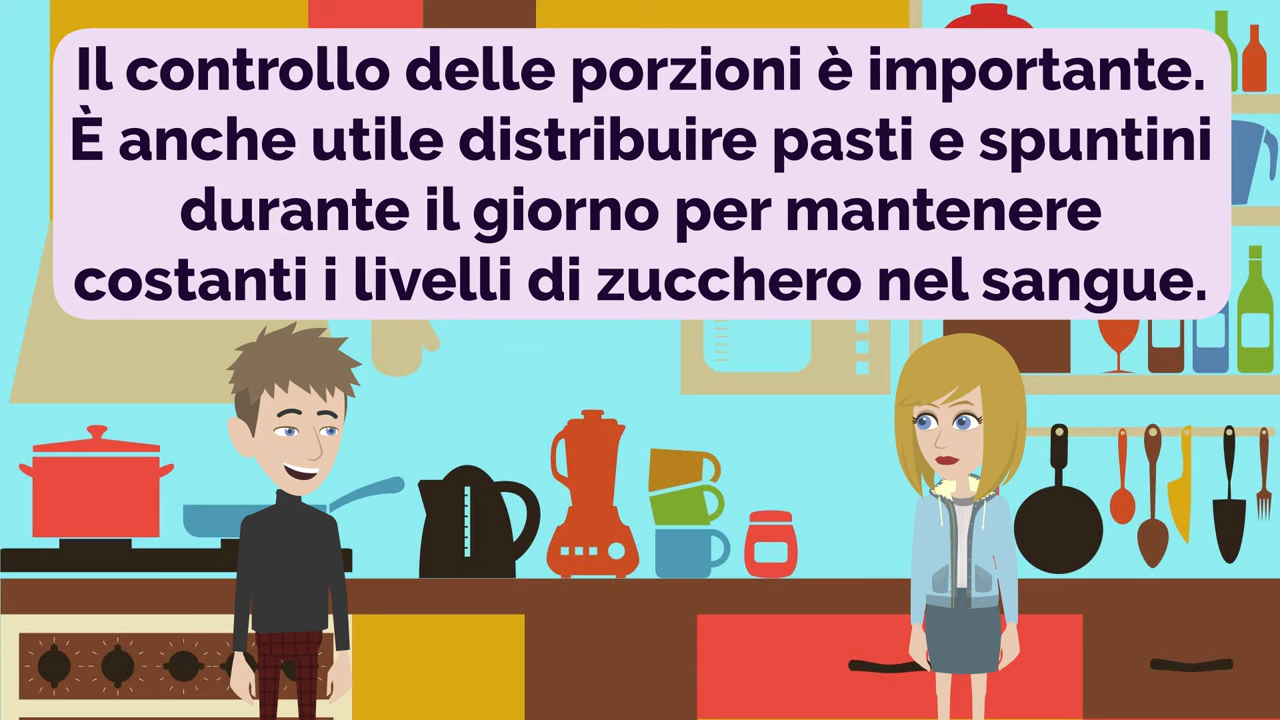 Il controllo delle porzioni è importante.
È anche utile distribuire pasti e spuntini
durante il giorno per mantenere
costanti i livelli di zucchero nel sangue.